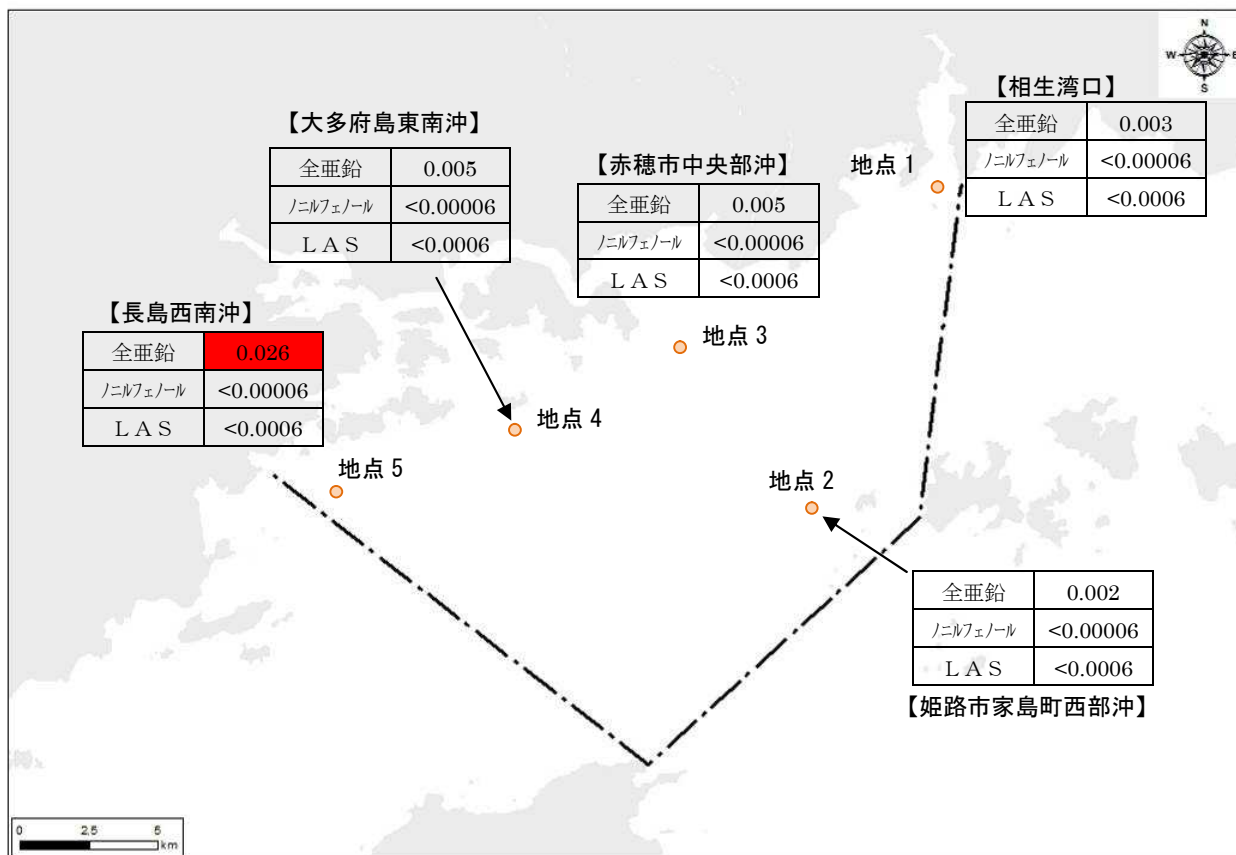 N
W E
S
【相生湾口】
全亜鉛 0.003
ノニルフェノール <0.00006
ＬＡＳ <0.0006
地点 1
【大多府島東南沖】
全亜鉛 0.005
ノニルフェノール <0.00006
ＬＡＳ <0.0006
【赤穂市中央部沖】
全亜鉛 0.005
ノニルフェノール <0.00006
ＬＡＳ <0.0006
【長島西南沖】
全亜鉛 0.026
ノニルフェノール <0.00006
ＬＡＳ <0.0006
地点 3
地点 4
地点 5
地点 2
全亜鉛 0.002
ノニルフェノール <0.00006
ＬＡＳ <0.0006
【姫路市家島町西部沖】
0 2.5 5
km